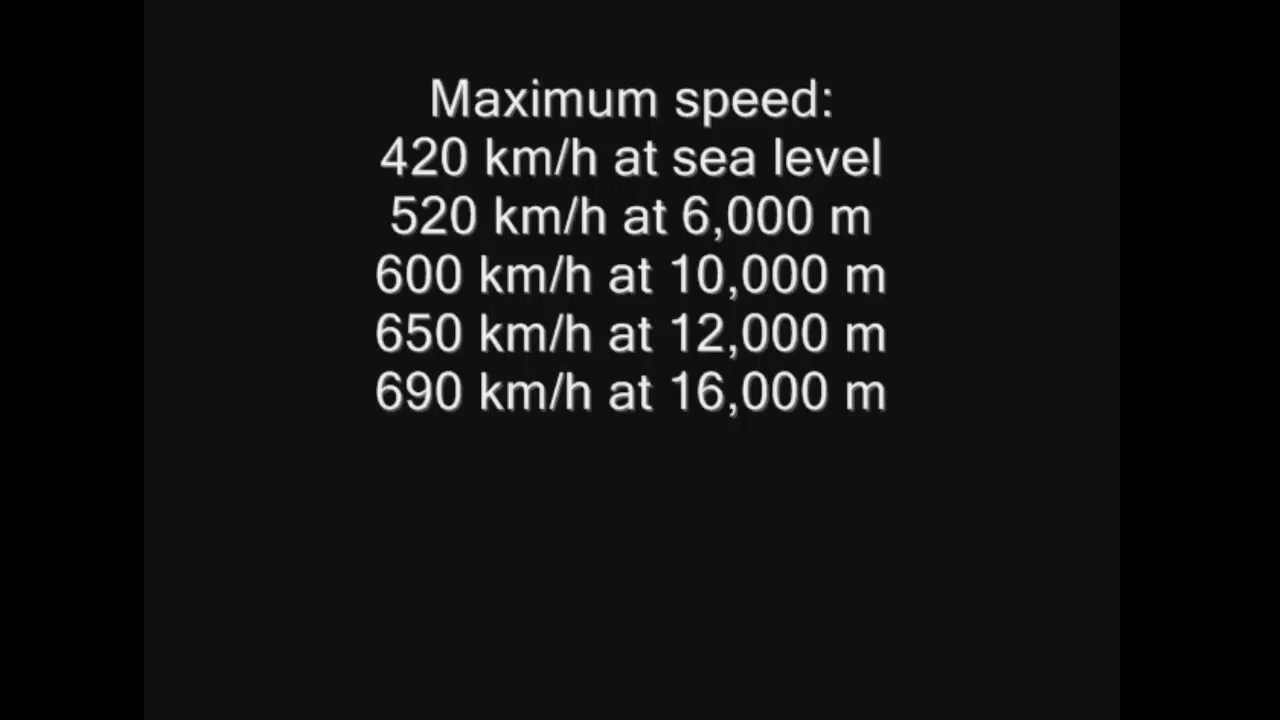 Maximum speed:
420 km/h at sea level
520 km/h at 6,000 m
600 km/h at 10,000 m
650 km/h at 12,000 m
690 km/h at 16,000 m